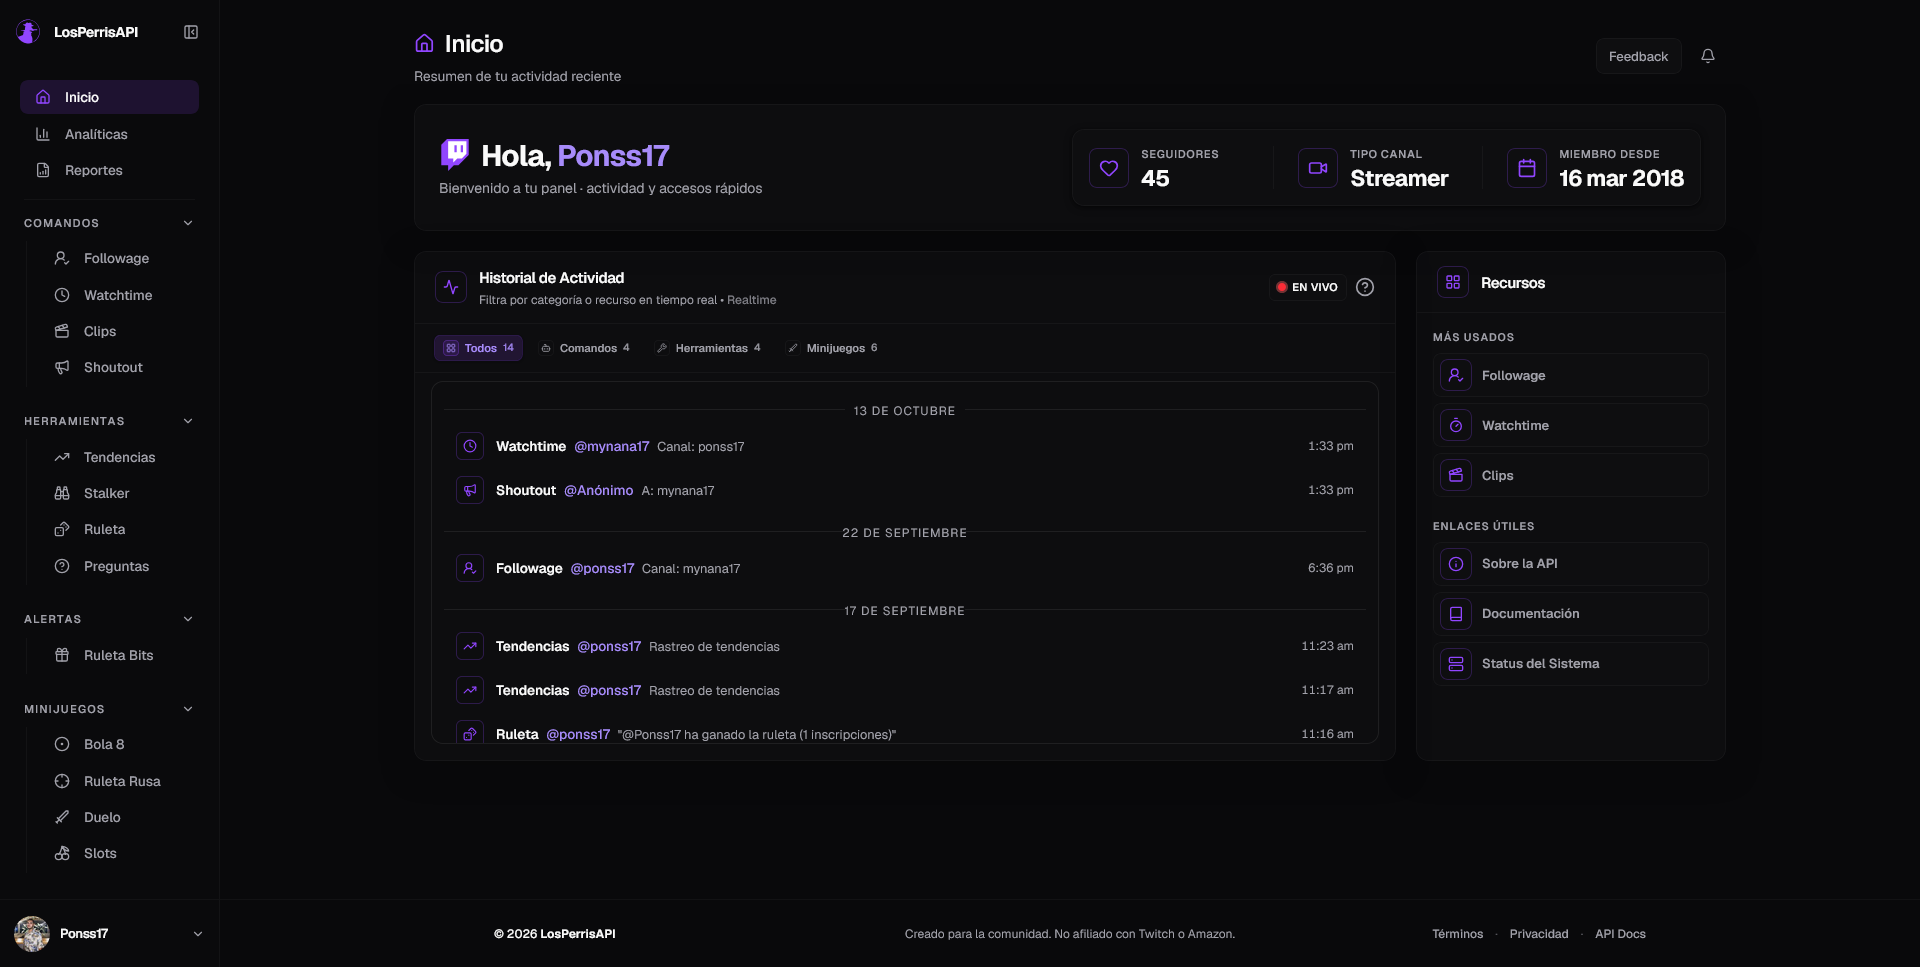 LosPerrisAPI
Inicio
Analíticas
Reportes
COMANDOS
Followage
Watchtime
Clips
Shoutout
HERRAMIENTAS
Tendencias
Stalker
Ruleta
Preguntas
ALERTAS
Ruleta Bits
MINIJUEGOS
Bola 8
Ruleta Rusa
Duelo
Slots
Ponss17
Inicio
Resumen de tu actividad reciente
Feedback
Hola, Ponss17
Bienvenido a tu panel · actividad y accesos rápidos
SEGUIDORES
45
TIPO CANAL
Streamer
MIEMBRO DESDE
16 mar 2018
Historial de Actividad
Filtra por categoría o recurso en tiempo real • Realtime
EN VIVO
Todos 14
Comandos 4
Herramientas 4
Minijuegos 6
13 DE OCTUBRE
Watchtime @mynana17 Canal: ponss17 1:33 pm
Shoutout @Anónimo A: mynana17 1:33 pm
22 DE SEPTIEMBRE
Followage @ponss17 Canal: mynana17 6:36 pm
17 DE SEPTIEMBRE
Tendencias @ponss17 Rastreo de tendencias 11:23 am
Tendencias @ponss17 Rastreo de tendencias 11:17 am
Ruleta @ponss17 "@Ponss17 ha ganado la ruleta (1 inscripciones)" 11:16 am
Recursos
MÁS USADOS
Followage
Watchtime
Clips
ENLACES ÚTILES
Sobre la API
Documentación
Status del Sistema
© 2026 LosPerrisAPI
Creado para la comunidad. No afiliado con Twitch o Amazon.
Términos · Privacidad · API Docs